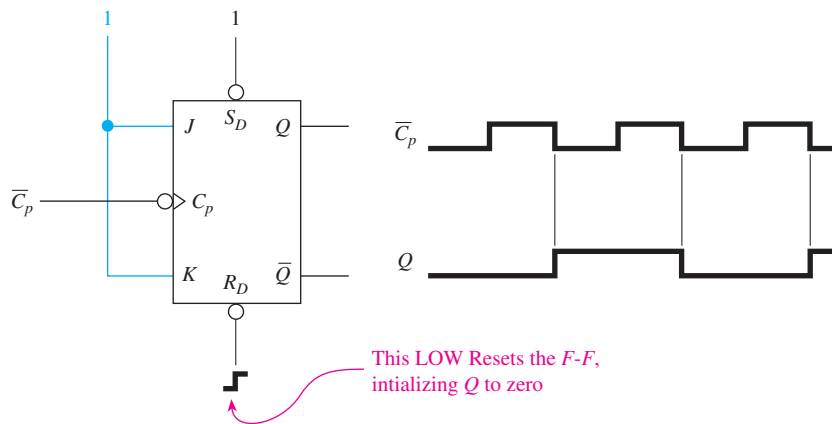 1
1
J
S_D
Q
C̅_p
C_p
K
R_D
Q̅
C̅_p
Q
This LOW Resets the F-F,
intializing Q to zero